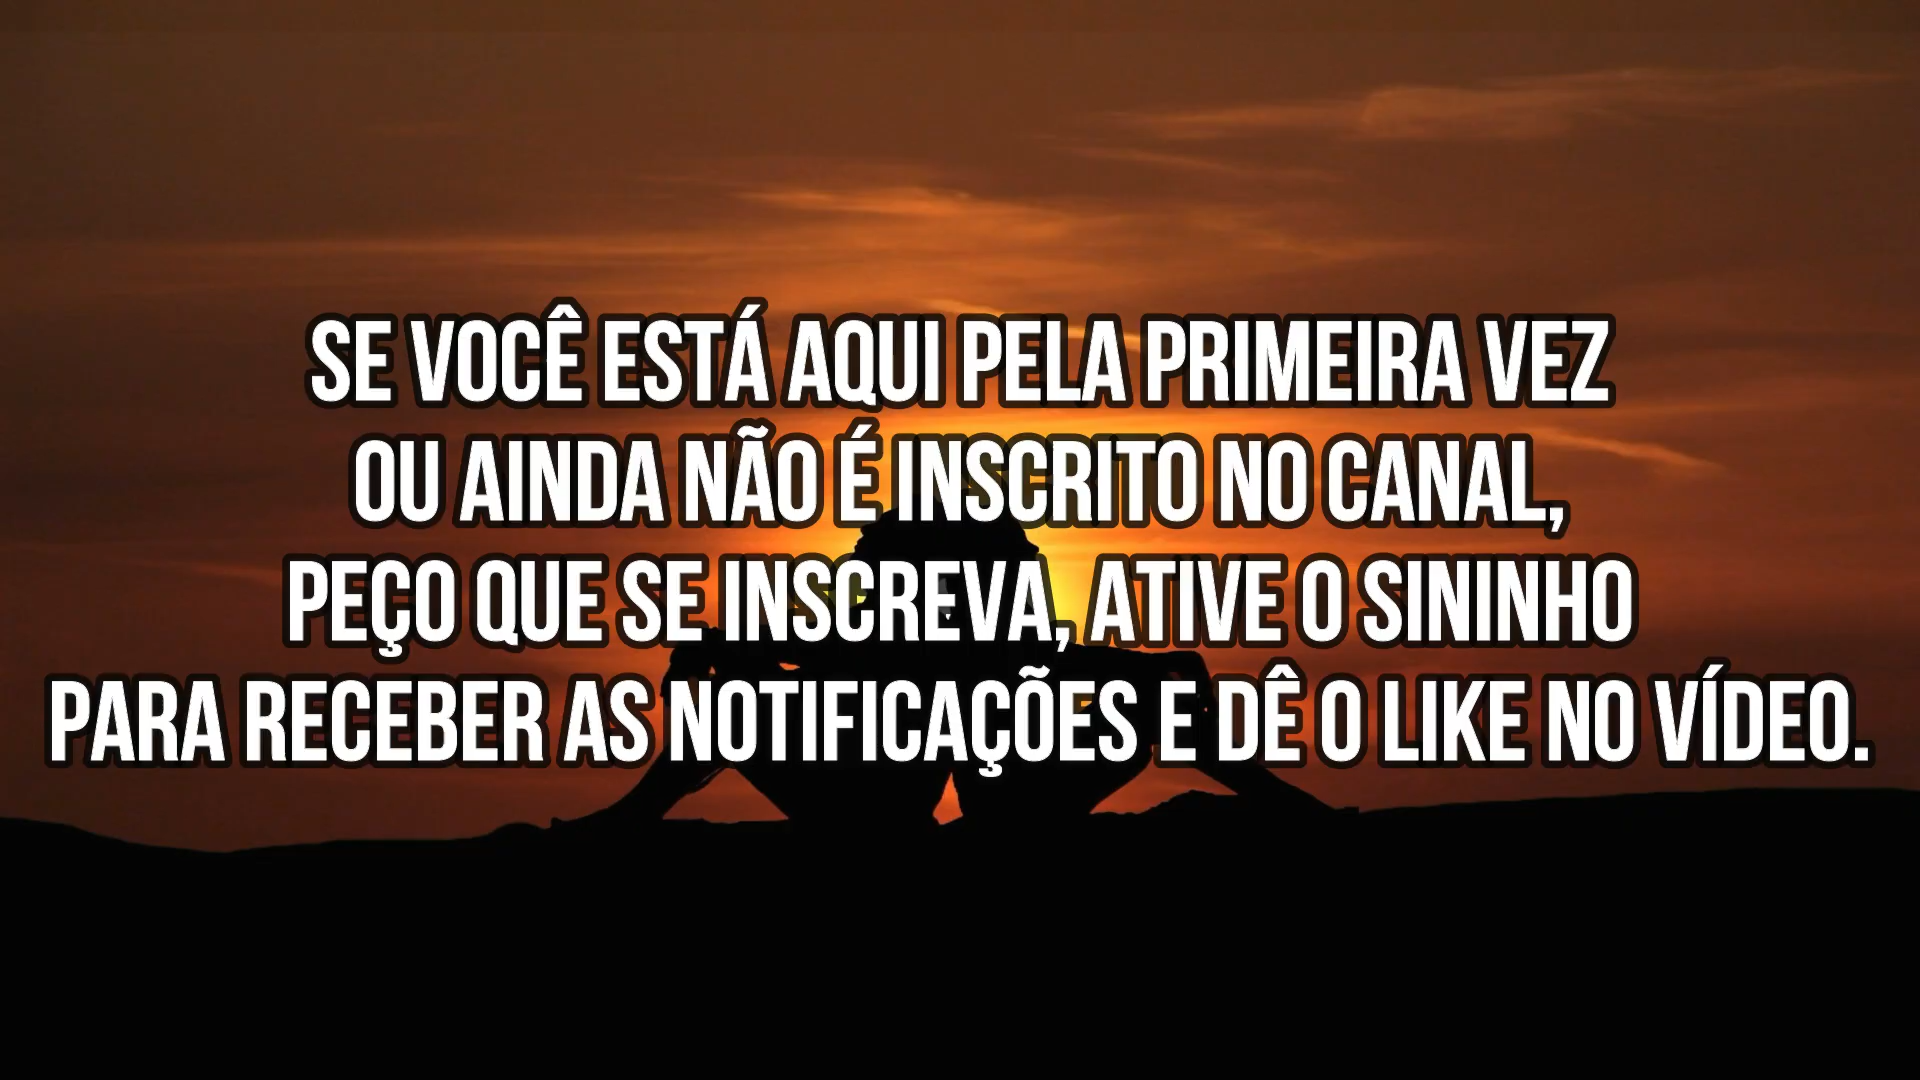 SE VOCÊ ESTÁ AQUI PELA PRIMEIRA VEZ
OU AINDA NÃO É INSCRITO NO CANAL,
PEÇO QUE SE INSCREVA, ATIVE O SININHO
PARA RECEBER AS NOTIFICAÇÕES E DÊ O LIKE NO VÍDEO.